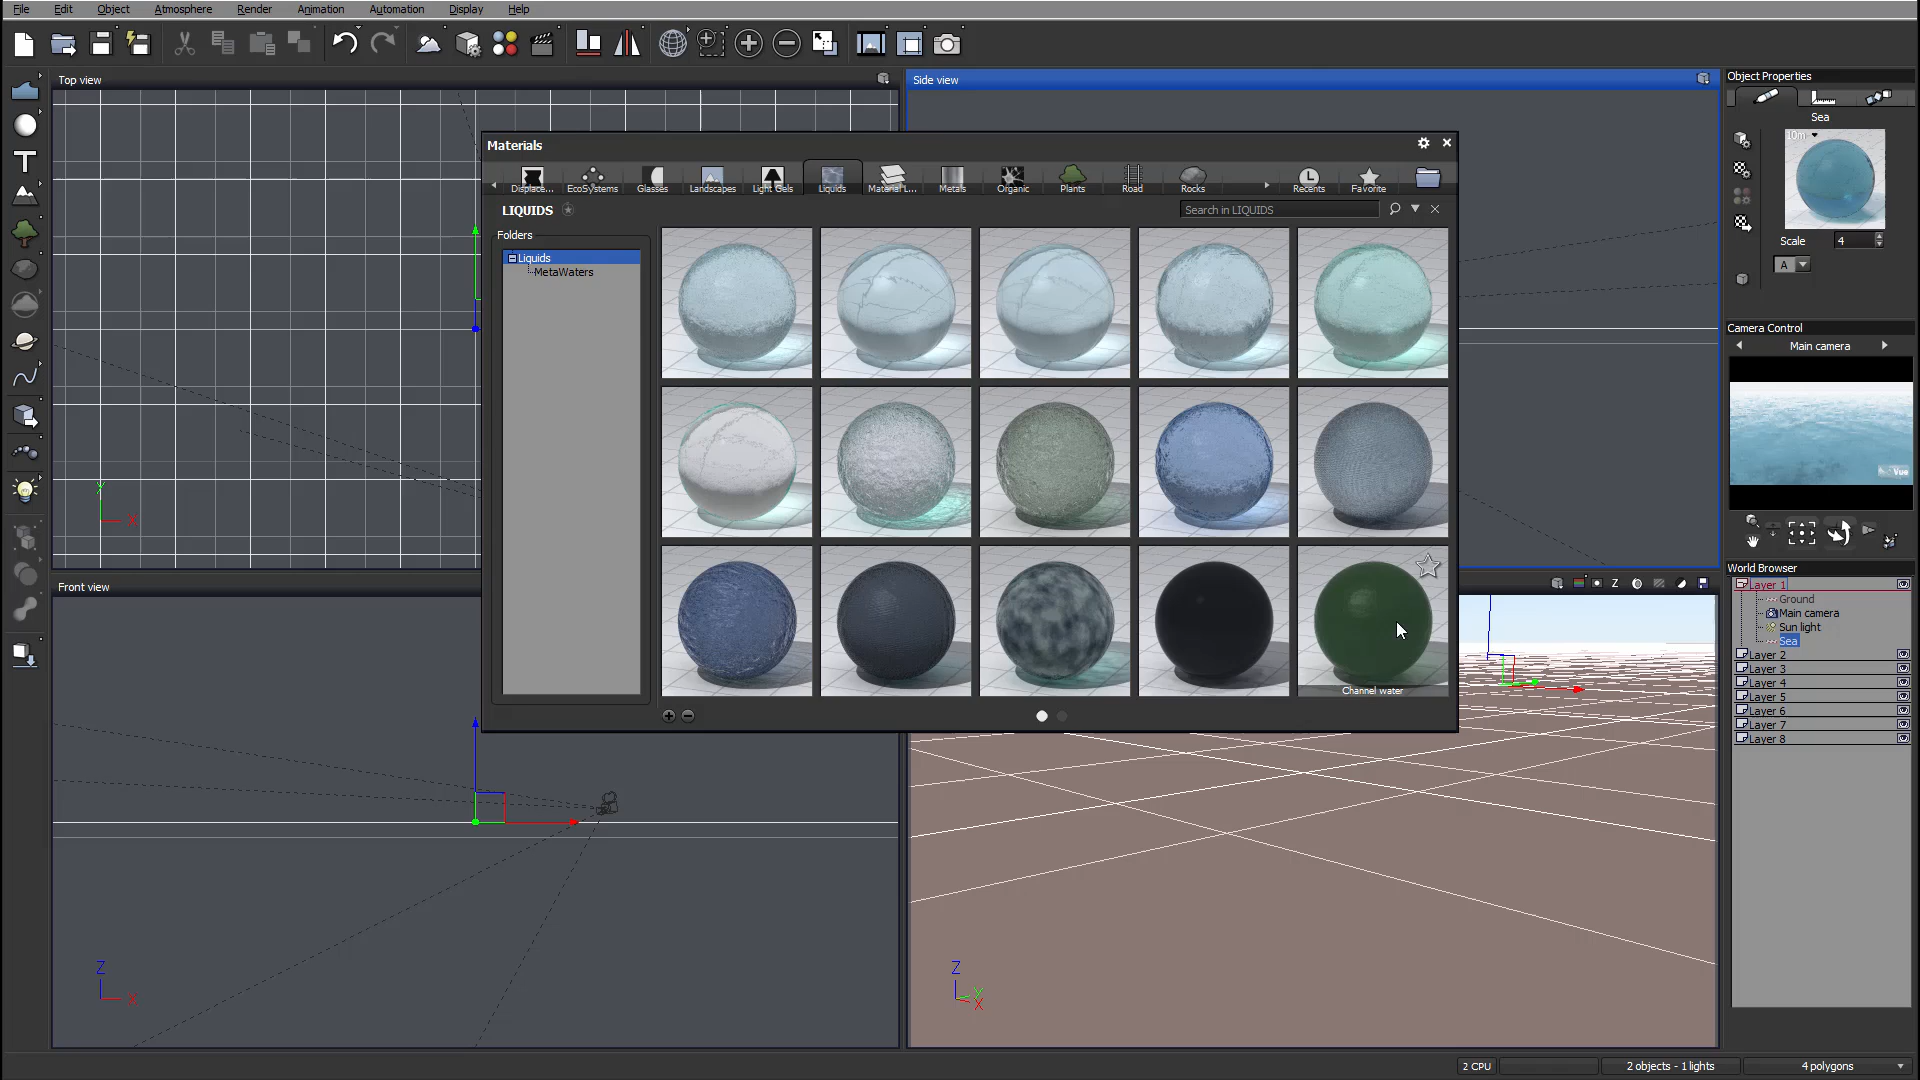 File Edit Object Atmosphere Render Animation Automation Display Help
Top view
Side view
Object Properties
Sea
10m
Scale 4
A
Materials
Displace... EcoSystems Glasses Landscapes Light Gels Liquids Material L... Metals Organic Plants Road Rocks Recents Favorite
LIQUIDS
Search in LIQUIDS
Folders
Liquids
MetaWaters
Channel water
Camera Control
Main camera
Vue
World Browser
Layer 1
Ground
Main camera
Sun light
Sea
Layer 2
Layer 3
Layer 4
Layer 5
Layer 6
Layer 7
Layer 8
Y
X
Front view
Z
Z
X
Z
Y
X
2 CPU
2 objects - 1 lights
4 polygons